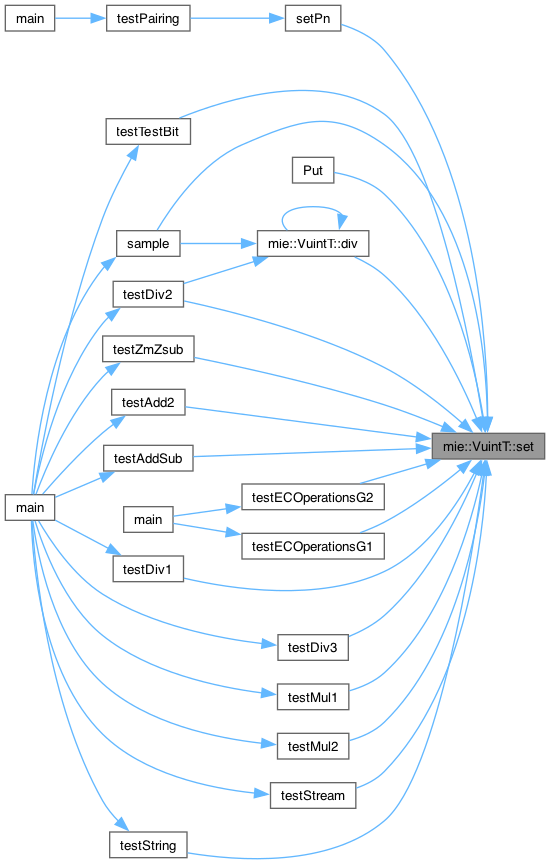 main
testPairing
setPn
testTestBit
Put
sample
mie::VuintT::div
testDiv2
testZmZsub
testAdd2
mie::VuintT::set
testAddSub
testECOperationsG2
main
main
testECOperationsG1
testDiv1
testDiv3
testMul1
testMul2
testStream
testString